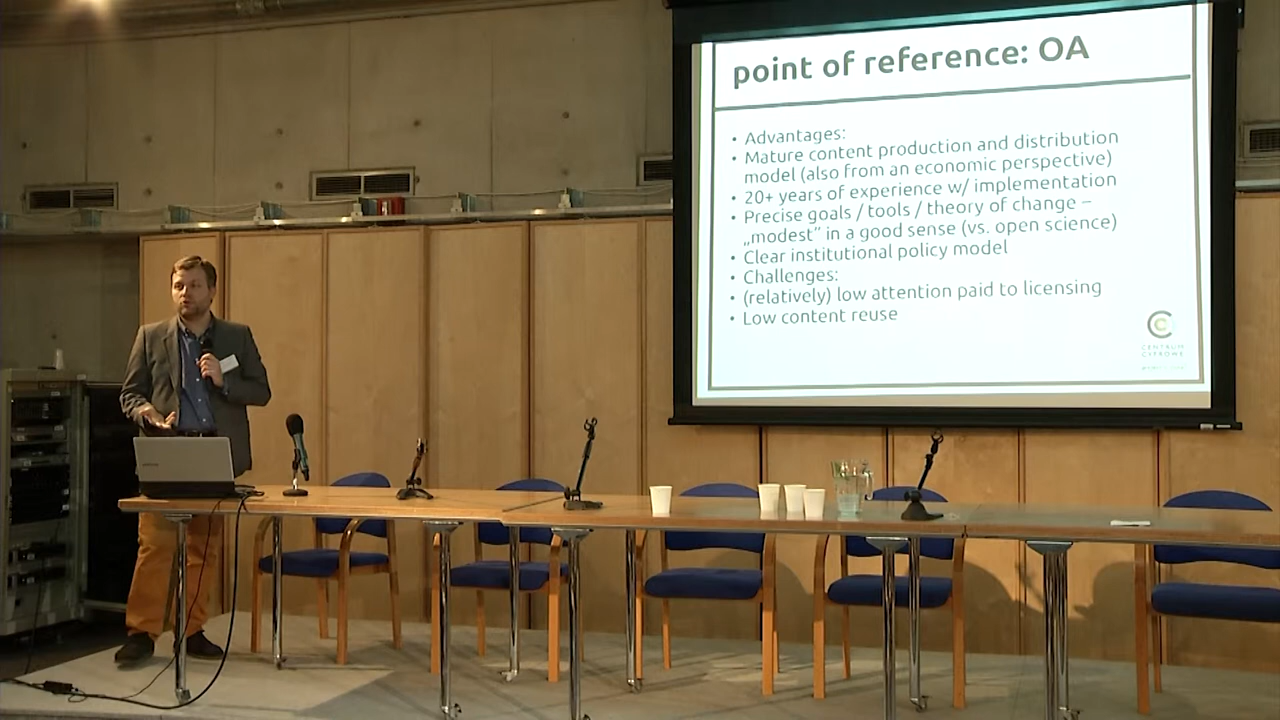 point of reference: OA
• Advantages:
• Mature content production and distribution
model (also from an economic perspective)
• 20+ years of experience w/ implementation
• Precise goals / tools / theory of change –
„modest” in a good sense (vs. open science)
• Clear institutional policy model
• Challenges:
• (relatively) low attention paid to licensing
• Low content reuse
CENTRUM
CYFROWE